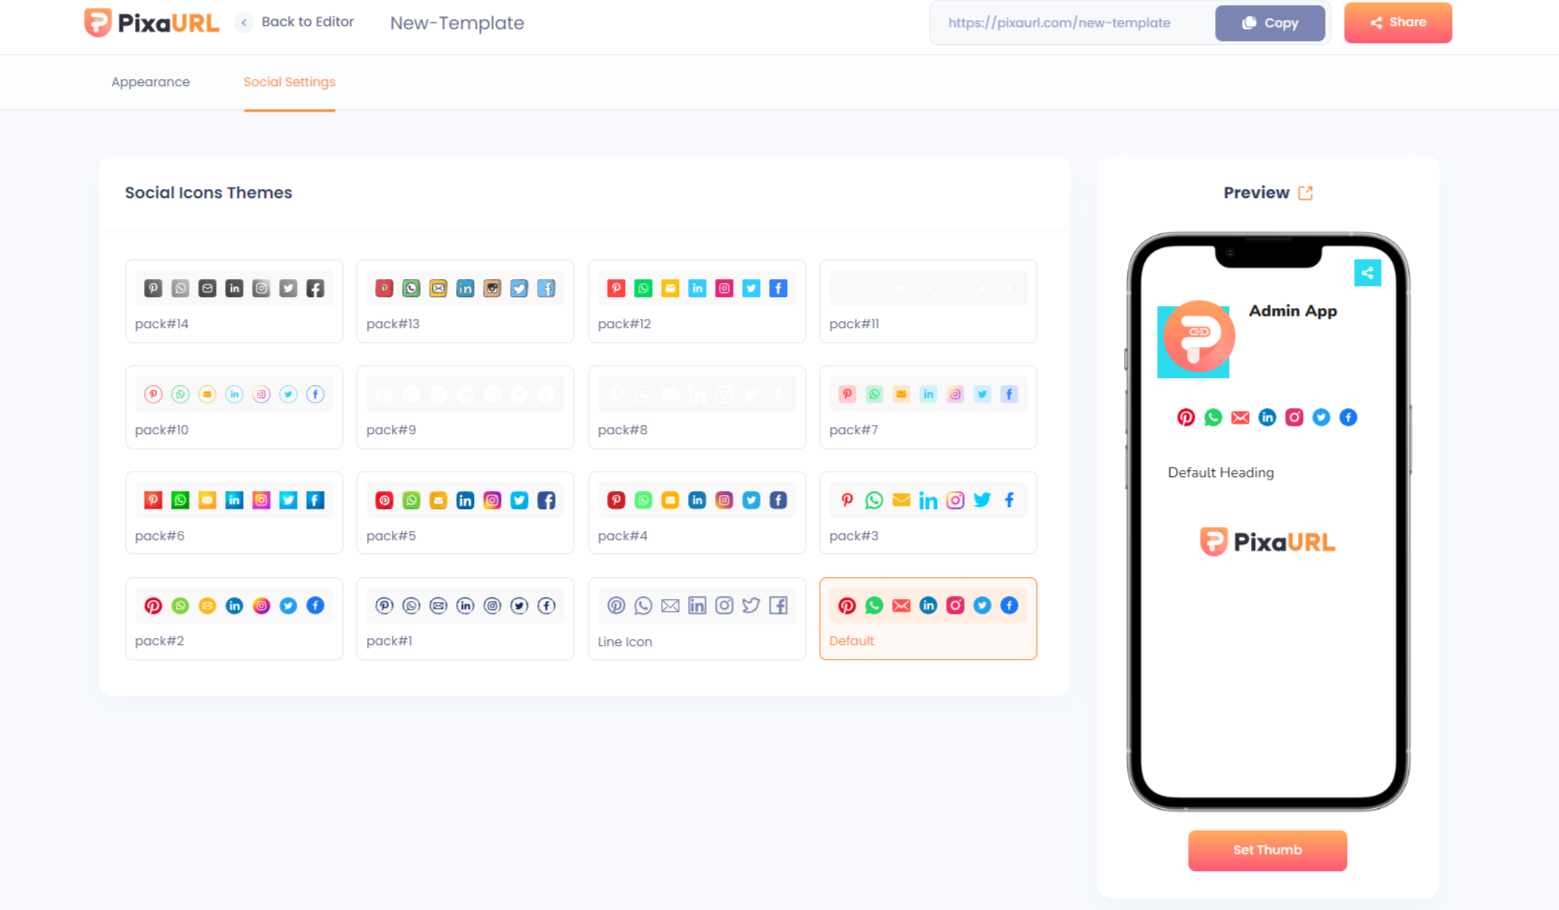 PixaURL
Back to Editor
New-Template
https://pixaurl.com/new-template
Copy
Share
Appearance
Social Settings
Social Icons Themes
pack#14
pack#13
pack#12
pack#11
pack#10
pack#9
pack#8
pack#7
pack#6
pack#5
pack#4
pack#3
pack#2
pack#1
Line Icon
Default
Preview
Admin App
Default Heading
PixaURL
Set Thumb